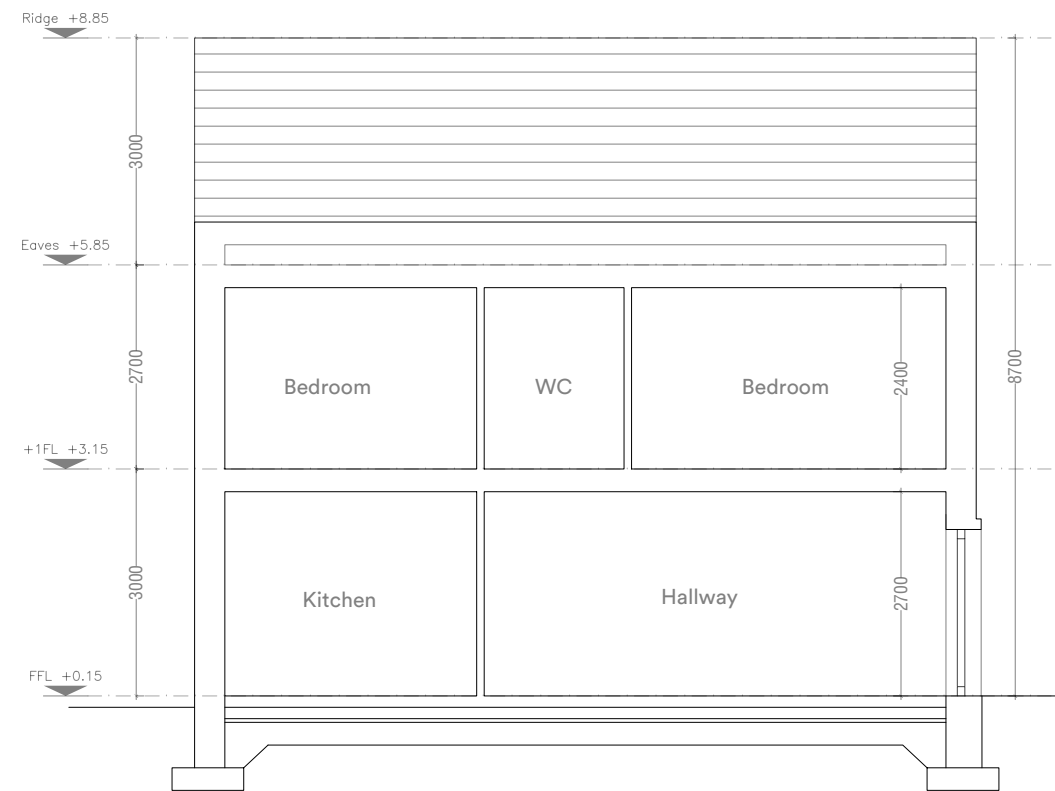 Ridge +8.85
3000
Eaves +5.85
2700
Bedroom
WC
Bedroom
2400
8700
+1FL +3.15
3000
Kitchen
Hallway
2700
FFL +0.15